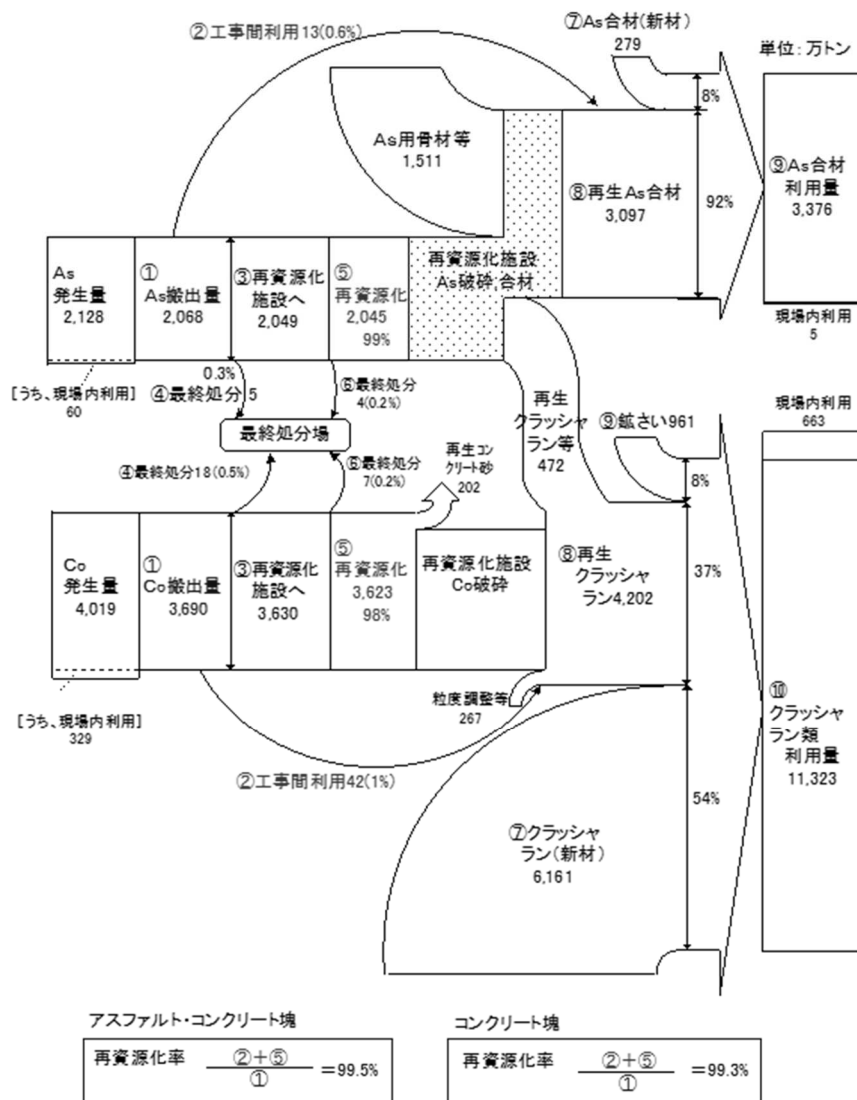 ②工事間利用13(0.6%)
⑦As合材(新材)
279
単位：万トン
8%
As用骨材等
1,511
⑧再生As合材
3,097
92%
⑨As合材
利用量
3,376
As
発生量
2,128
①
As搬出量
2,068
③再資源化
施設へ
2,049
⑤
再資源化
2,045
99%
再資源化施設
As破砕,合材
現場内利用
5
[うち、現場内利用]
60
0.3%
④最終処分 5
⑥最終処分
4(0.2%)
最終処分場
再生
クラッシャ
ラン等
472
⑨鉱さい961
現場内利用
663
④最終処分18(0.5%)
⑥最終処分
7(0.2%)
再生コン
クリート砂
202
8%
Co
発生量
4,019
①
Co搬出量
3,690
③再資源化
施設へ
3,630
⑤
再資源化
3,623
98%
再資源化施設
Co破砕
⑧再生
クラッシャ
ラン4,202
37%
[うち、現場内利用]
329
粒度調整等
267
②工事間利用42(1%)
⑦クラッシャ
ラン(新材)
6,161
54%
⑩
クラッシャ
ラン類
利用量
11,323
アスファルト・コンクリート塊
再資源化率 ②＋⑤
①
＝99.5%
コンクリート塊
再資源化率 ②＋⑤
①
＝99.3%